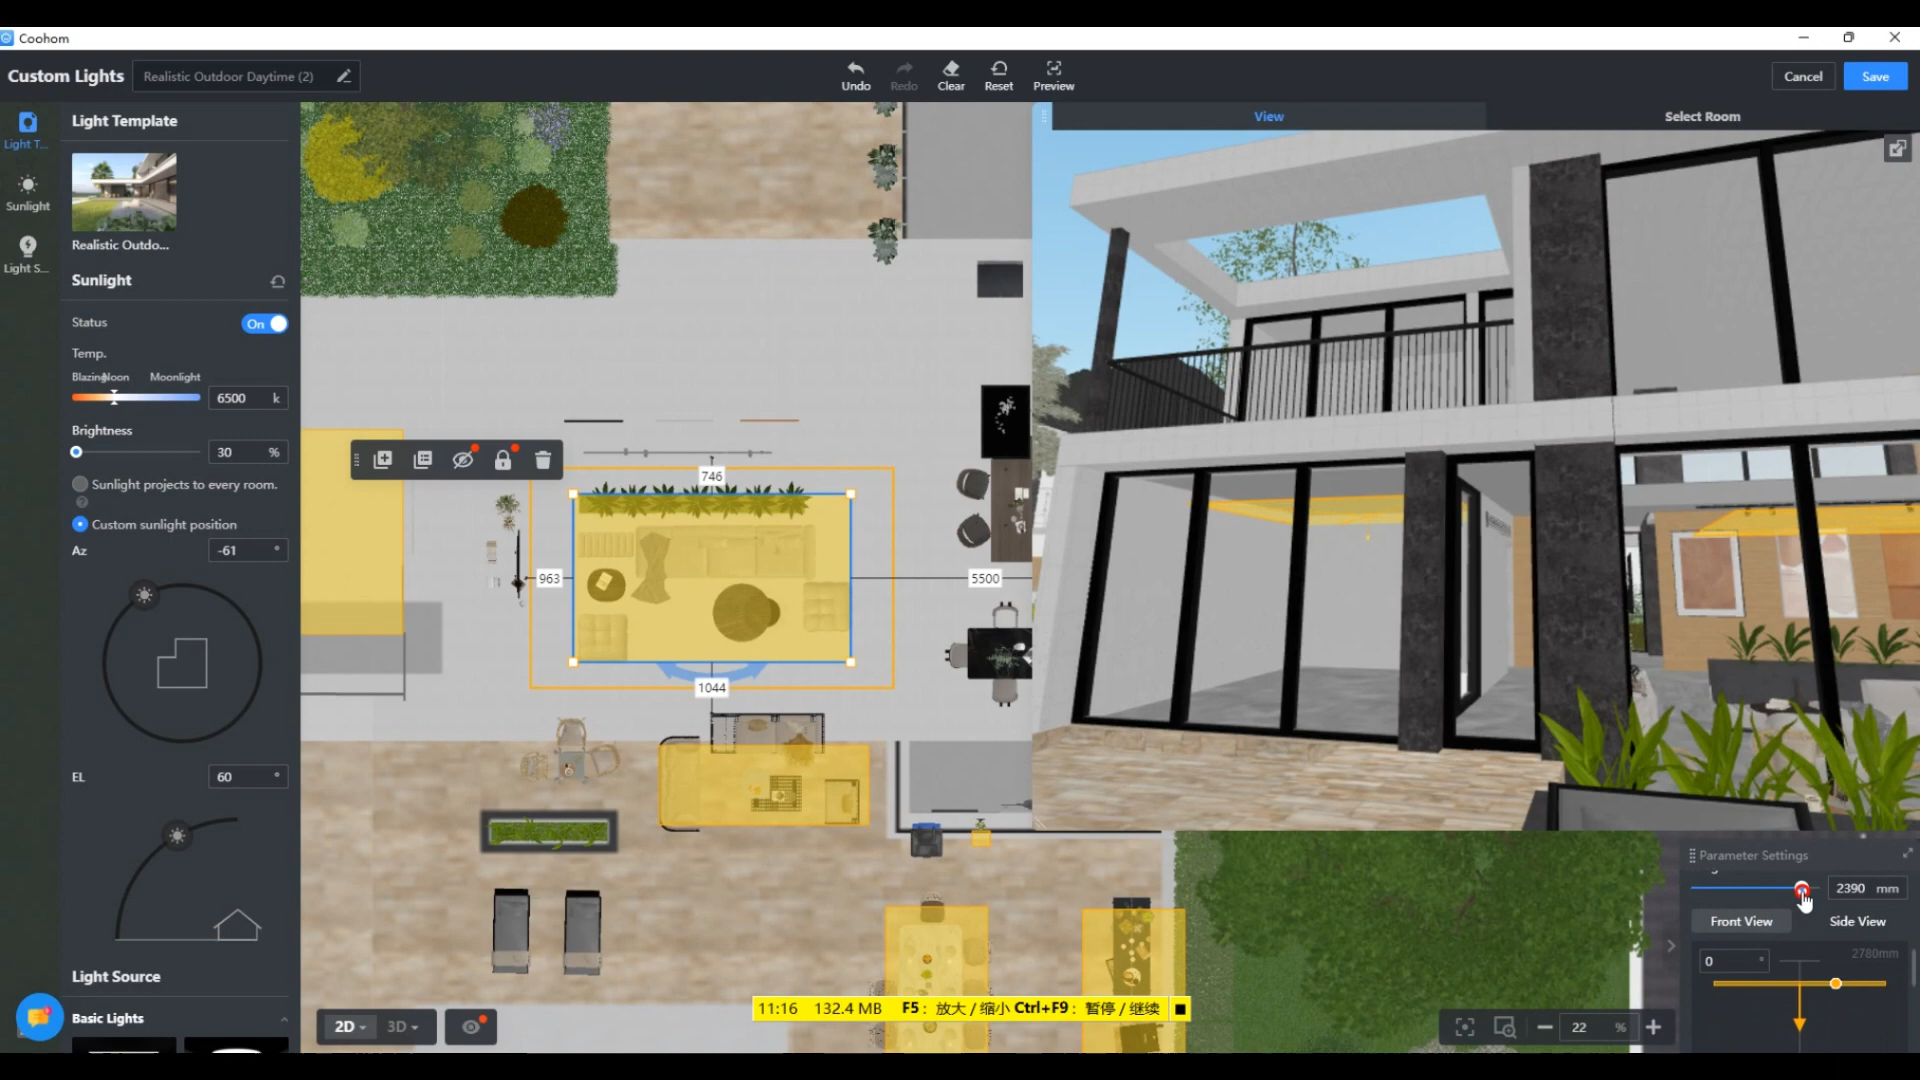 Coohom
Custom Lights
Realistic Outdoor Daytime (2)
Undo
Redo
Clear
Reset
Preview
Cancel
Save
Light T...
Sunlight
Light S...
Light Template
Realistic Outdo...
Sunlight
Status
On
Temp.
Blazing
Noon
Moonlight
6500 k
Brightness
30 %
Sunlight projects to every room.
Custom sunlight position
Az
-61 °
EL
60 °
Light Source
Basic Lights
View
Select Room
746
963
5500
1044
2D
3D
11:16 132.4 MB F5: 放大 / 缩小 Ctrl+F9: 暂停 / 继续
Parameter Settings
2390 mm
Front View
Side View
0 °
2780mm
22 %